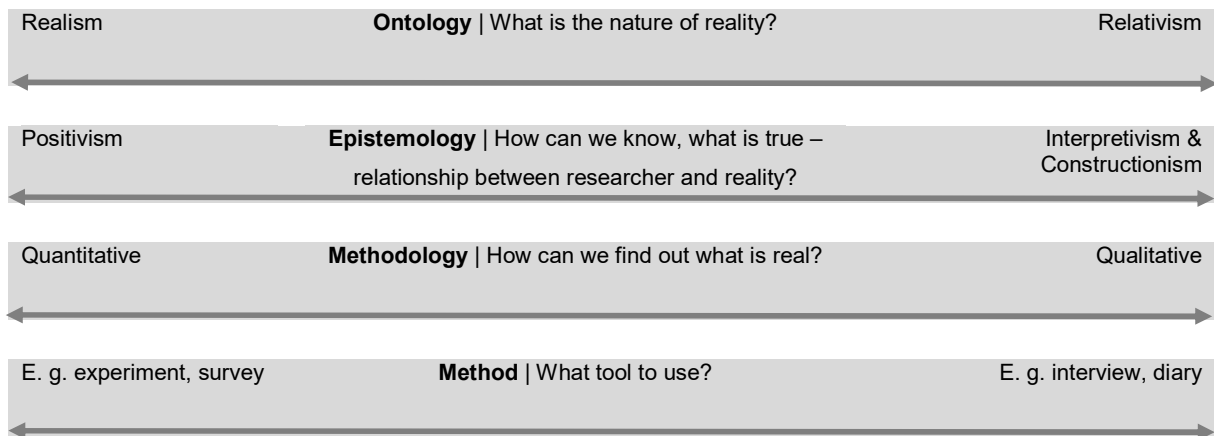 Realism Ontology | What is the nature of reality? Relativism
Positivism Epistemology | How can we know, what is true – Interpretivism &
relationship between researcher and reality? Constructionism
Quantitative Methodology | How can we find out what is real? Qualitative
E. g. experiment, survey Method | What tool to use? E. g. interview, diary